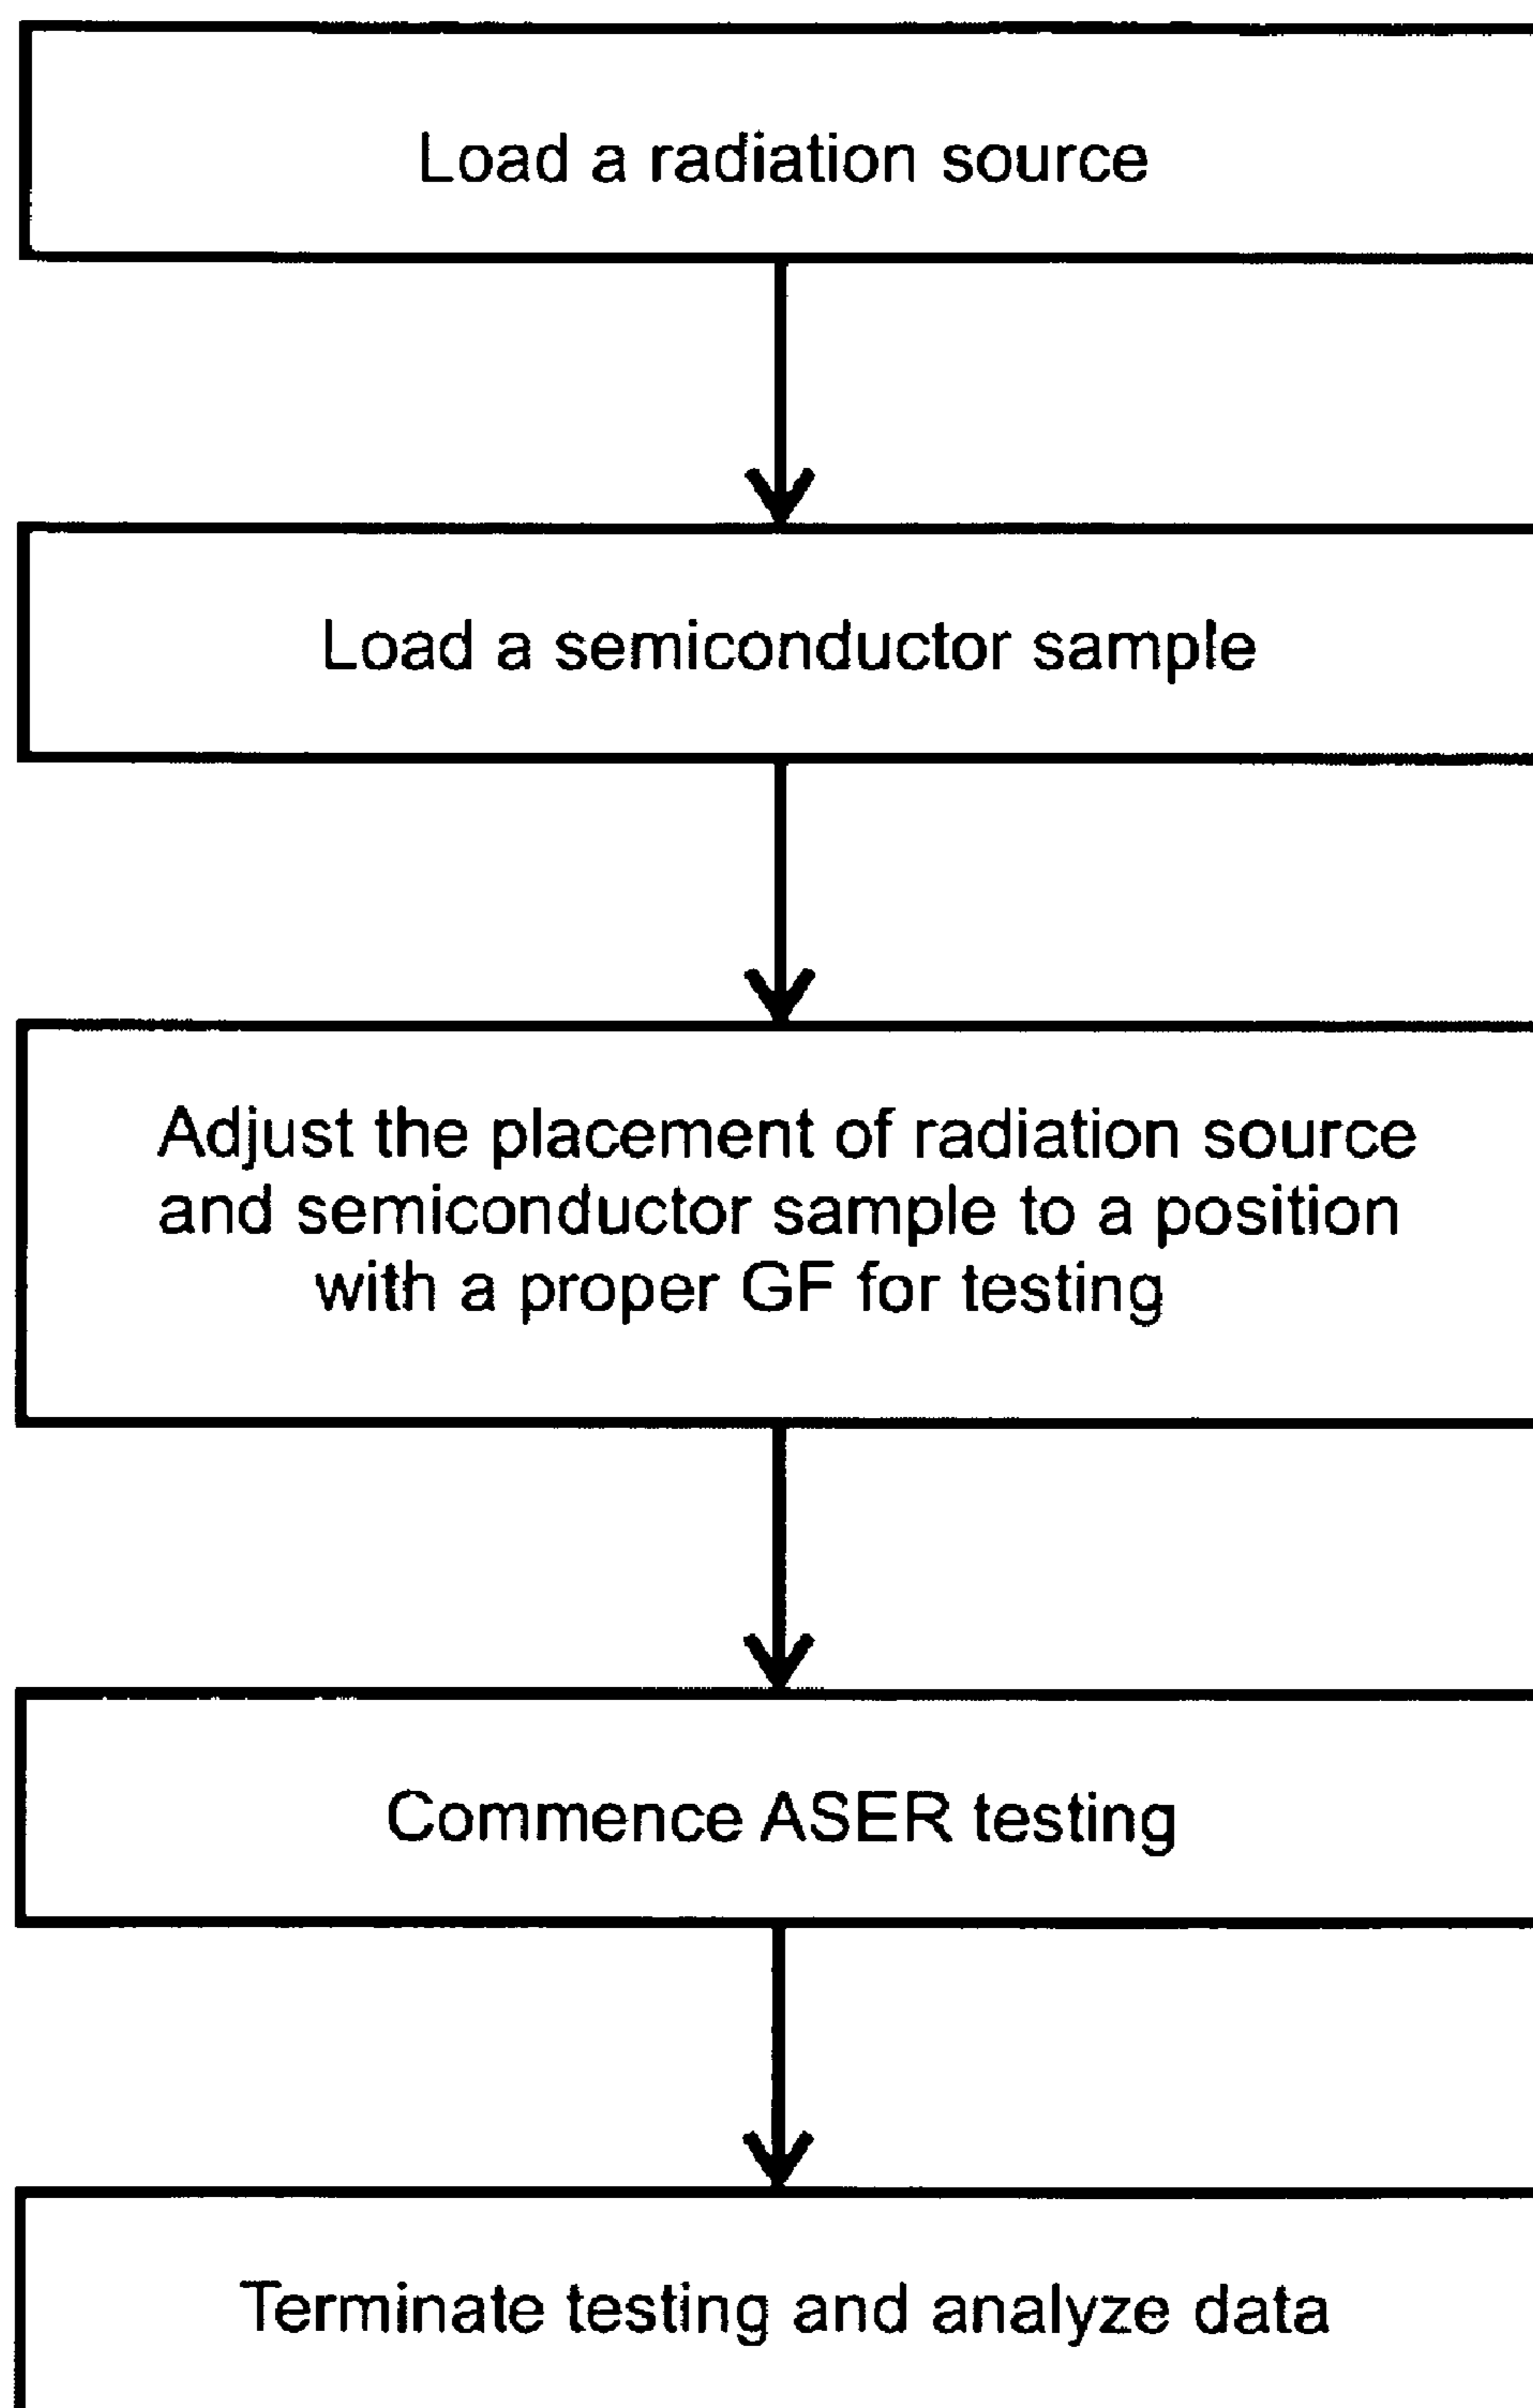 Load a radiation source
Load a semiconductor sample
Adjust the placement of radiation source
and semiconductor sample to a position
with a proper GF for testing
Commence ASER testing
Terminate testing and analyze data